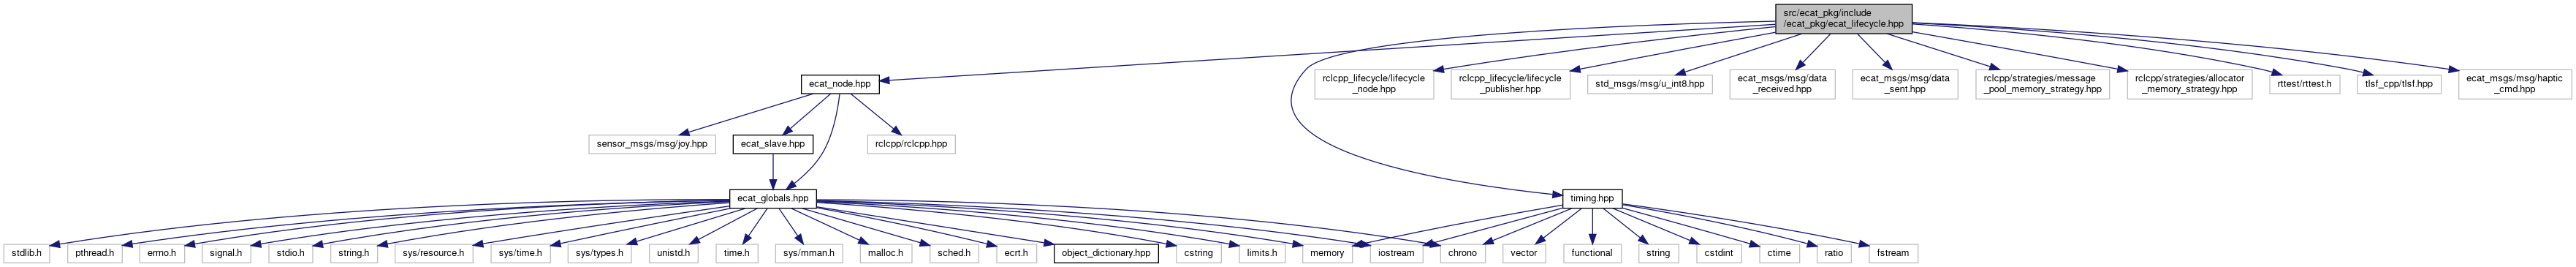 src/ecat_pkg/include
/ecat_pkg/ecat_lifecycle.hpp
ecat_node.hpp
rclcpp_lifecycle/lifecycle
_node.hpp
rclcpp_lifecycle/lifecycle
_publisher.hpp
std_msgs/msg/u_int8.hpp
ecat_msgs/msg/data
_received.hpp
ecat_msgs/msg/data
_sent.hpp
rclcpp/strategies/message
_pool_memory_strategy.hpp
rclcpp/strategies/allocator
_memory_strategy.hpp
rttest/rttest.h
tlsf_cpp/tlsf.hpp
ecat_msgs/msg/haptic
_cmd.hpp
sensor_msgs/msg/joy.hpp
ecat_slave.hpp
rclcpp/rclcpp.hpp
ecat_globals.hpp
timing.hpp
stdlib.h
pthread.h
errno.h
signal.h
stdio.h
string.h
sys/resource.h
sys/time.h
sys/types.h
unistd.h
time.h
sys/mman.h
malloc.h
sched.h
ecrt.h
object_dictionary.hpp
cstring
limits.h
memory
iostream
chrono
vector
functional
string
cstdint
ctime
ratio
fstream